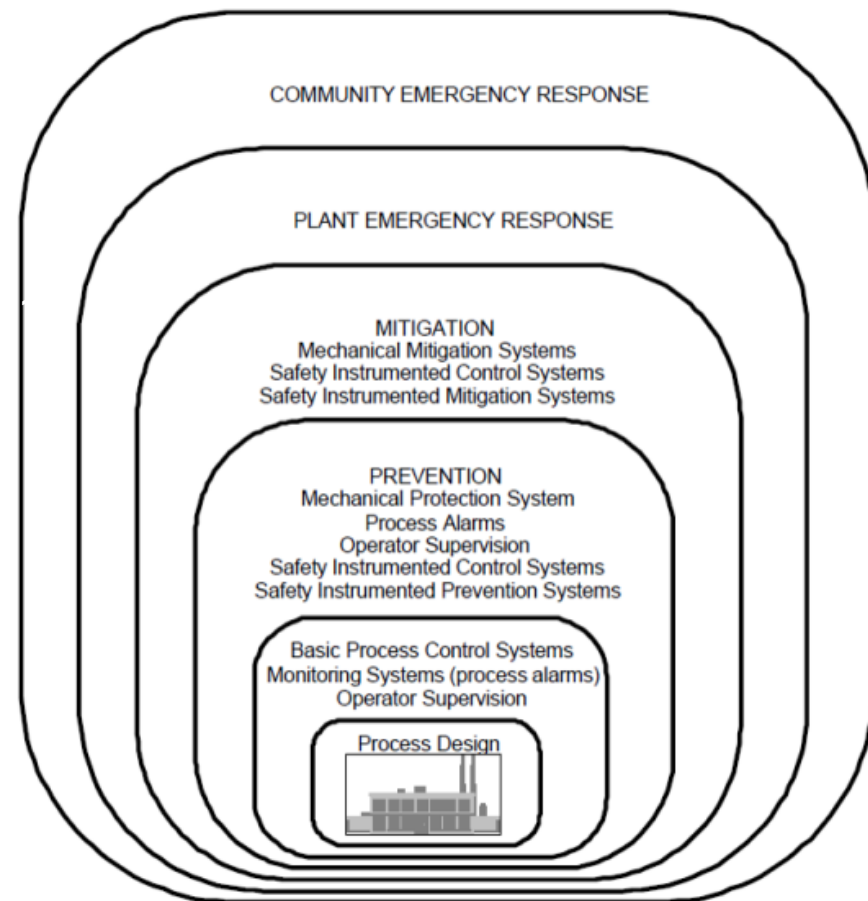 COMMUNITY EMERGENCY RESPONSE
PLANT EMERGENCY RESPONSE
MITIGATION
Mechanical Mitigation Systems
Safety Instrumented Control Systems
Safety Instrumented Mitigation Systems
PREVENTION
Mechanical Protection System
Process Alarms
Operator Supervision
Safety Instrumented Control Systems
Safety Instrumented Prevention Systems
Basic Process Control Systems
Monitoring Systems (process alarms)
Operator Supervision
Process Design